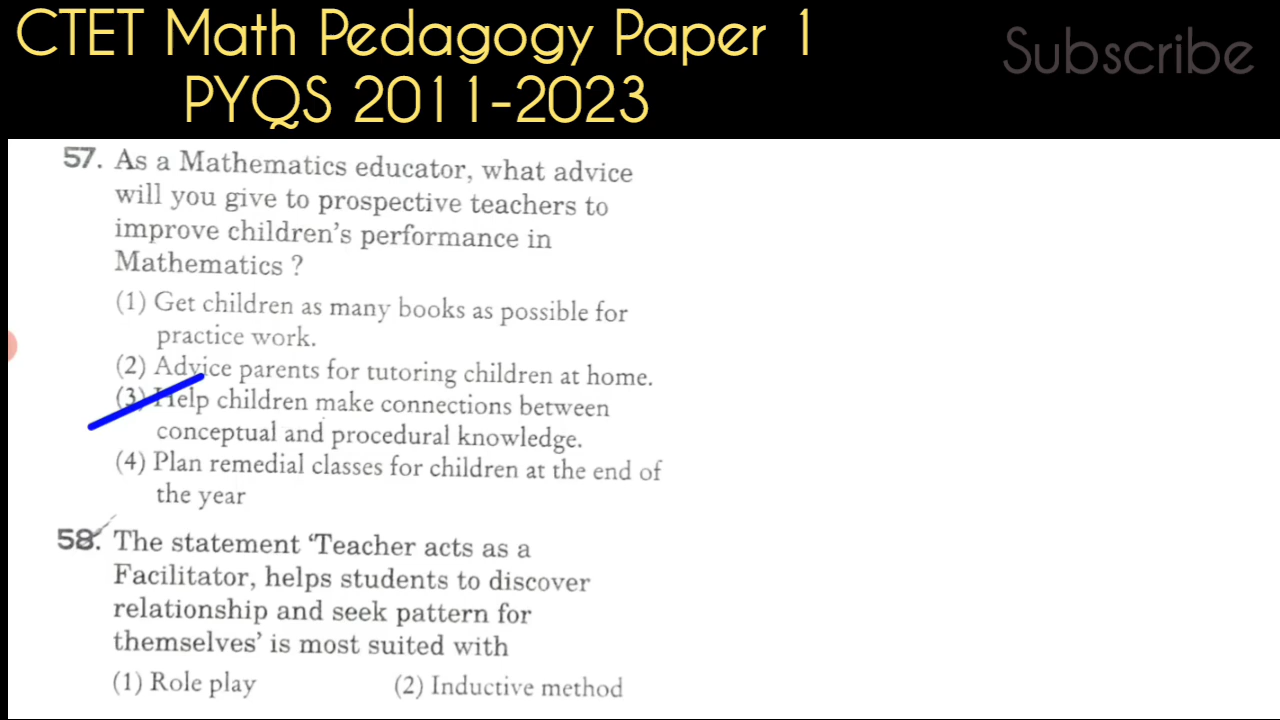 CTET Math Pedagogy Paper 1
PYQS 2011-2023
Subscribe
57. As a Mathematics educator, what advice
will you give to prospective teachers to
improve children's performance in
Mathematics ?
(1) Get children as many books as possible for
practice work.
(2) Advice parents for tutoring children at home.
(3) Help children make connections between
conceptual and procedural knowledge.
(4) Plan remedial classes for children at the end of
the year
58. The statement 'Teacher acts as a
Facilitator, helps students to discover
relationship and seek pattern for
themselves' is most suited with
(1) Role play (2) Inductive method